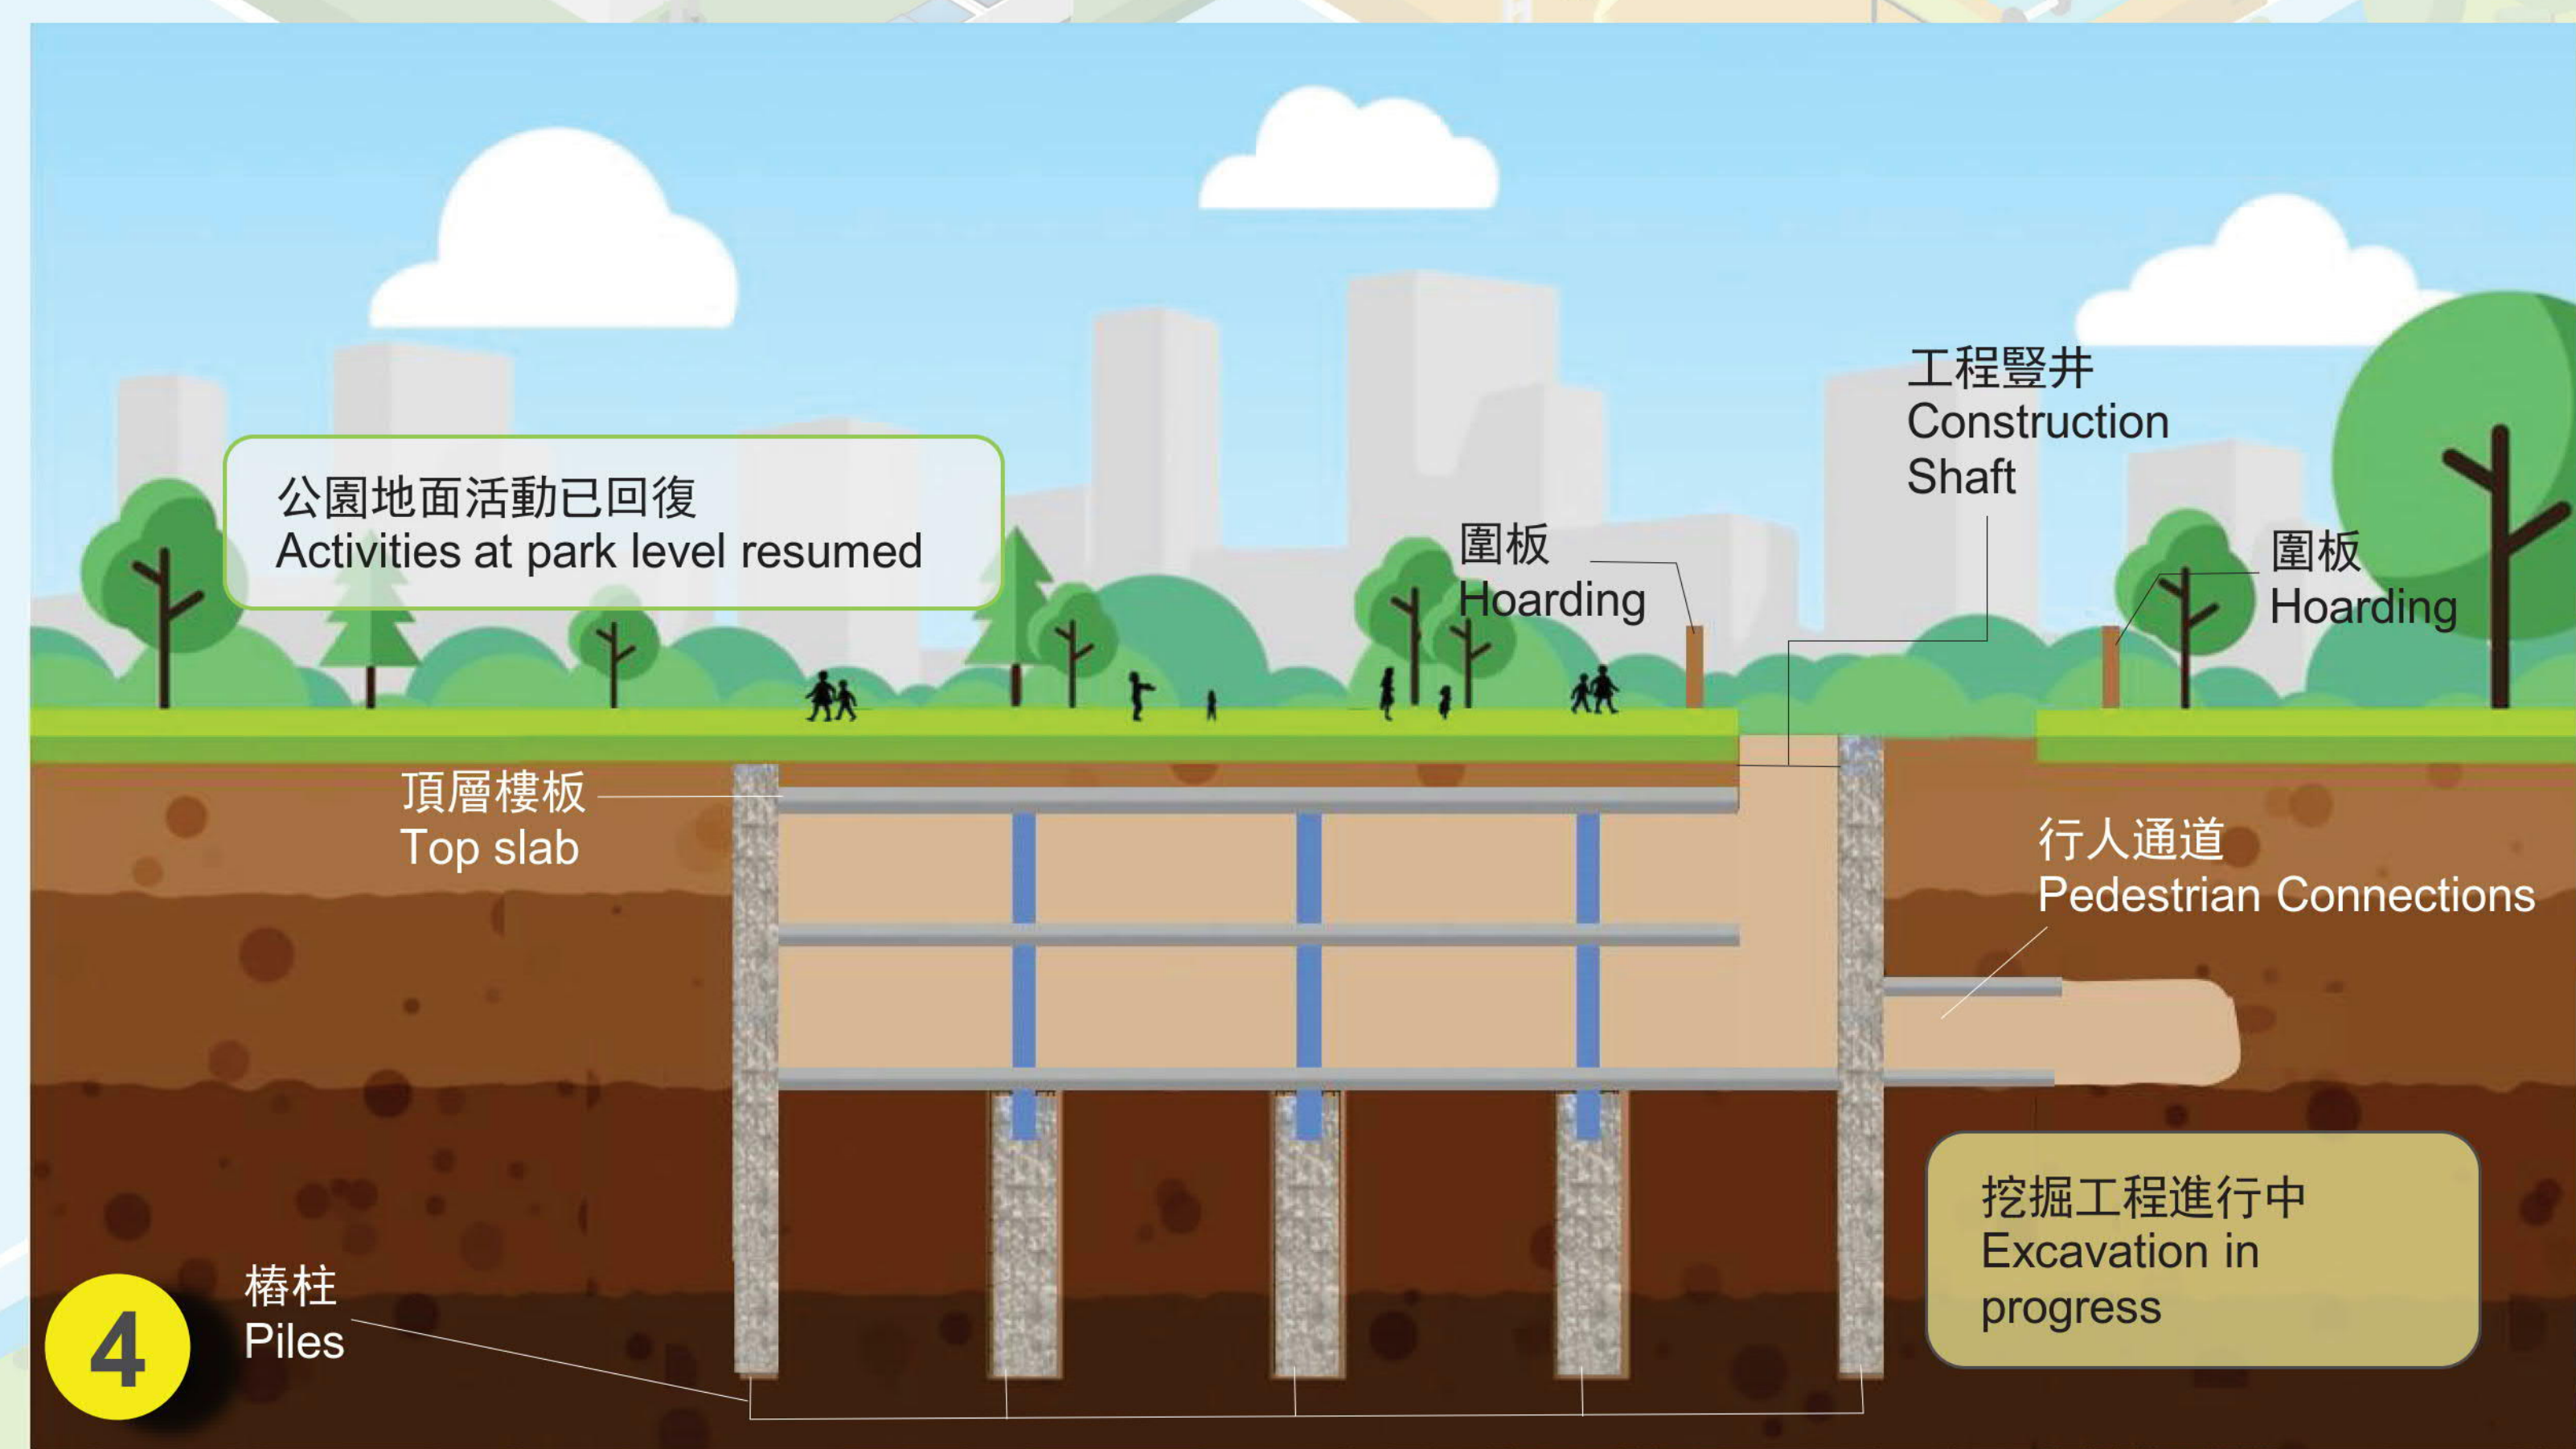 工程豎井
Construction
Shaft
公園地面活動已回復
Activities at park level resumed
圍板
Hoarding
圍板
Hoarding
頂層樓板
Top slab
行人通道
Pedestrian Connections
挖掘工程進行中
Excavation in
progress
樁柱
Piles
4